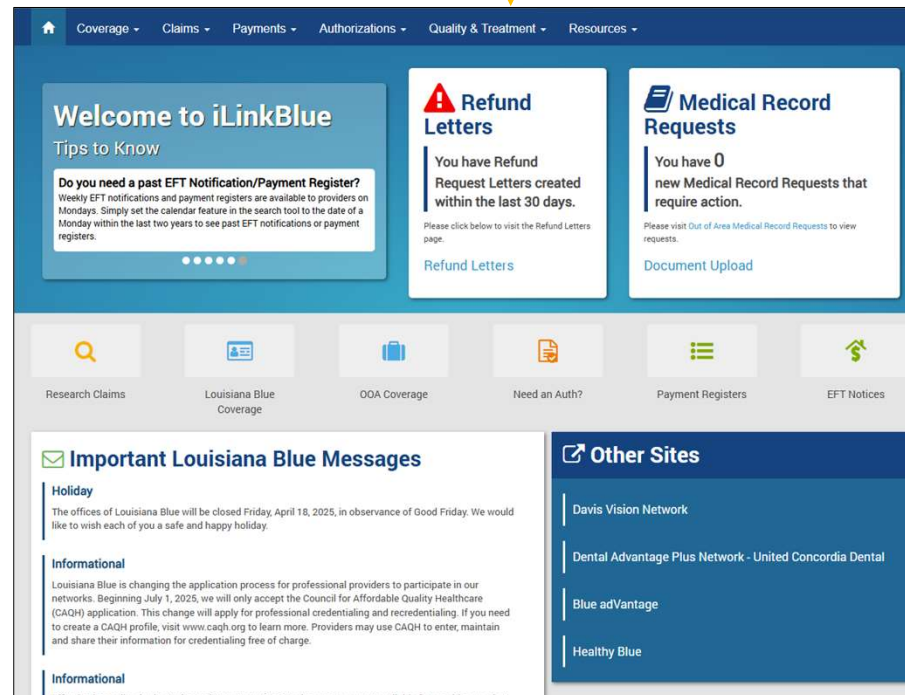 Coverage
Claims
Payments
Authorizations
Quality & Treatment
Resources
Welcome to iLinkBlue
Tips to Know
Do you need a past EFT Notification/Payment Register?
Weekly EFT notifications and payment registers are available to providers on
Mondays. Simply set the calendar feature in the search tool to the date of a
Monday within the last two years to see past EFT notifications or payment
registers.
Refund
Letters
You have Refund
Request Letters created
within the last 30 days.
Please click below to visit the Refund Letters
page.
Refund Letters
Medical Record
Requests
You have 0
new Medical Record Requests that
require action.
Please visit Out of Area Medical Record Requests to view
requests.
Document Upload
Research Claims
Louisiana Blue
Coverage
OOA Coverage
Need an Auth?
Payment Registers
EFT Notices
Important Louisiana Blue Messages
Holiday
The offices of Louisiana Blue will be closed Friday, April 18, 2025, in observance of Good Friday. We would
like to wish each of you a safe and happy holiday.
Informational
Louisiana Blue is changing the application process for professional providers to participate in our
networks. Beginning July 1, 2025, we will only accept the Council for Affordable Quality Healthcare
(CAQH) application. This change will apply for professional credentialing and recredentialing. If you need
to create a CAQH profile, visit www.caqh.org to learn more. Providers may use CAQH to enter, maintain
and share their information for credentialing free of charge.
Informational
Other Sites
Davis Vision Network
Dental Advantage Plus Network - United Concordia Dental
Blue adVantage
Healthy Blue